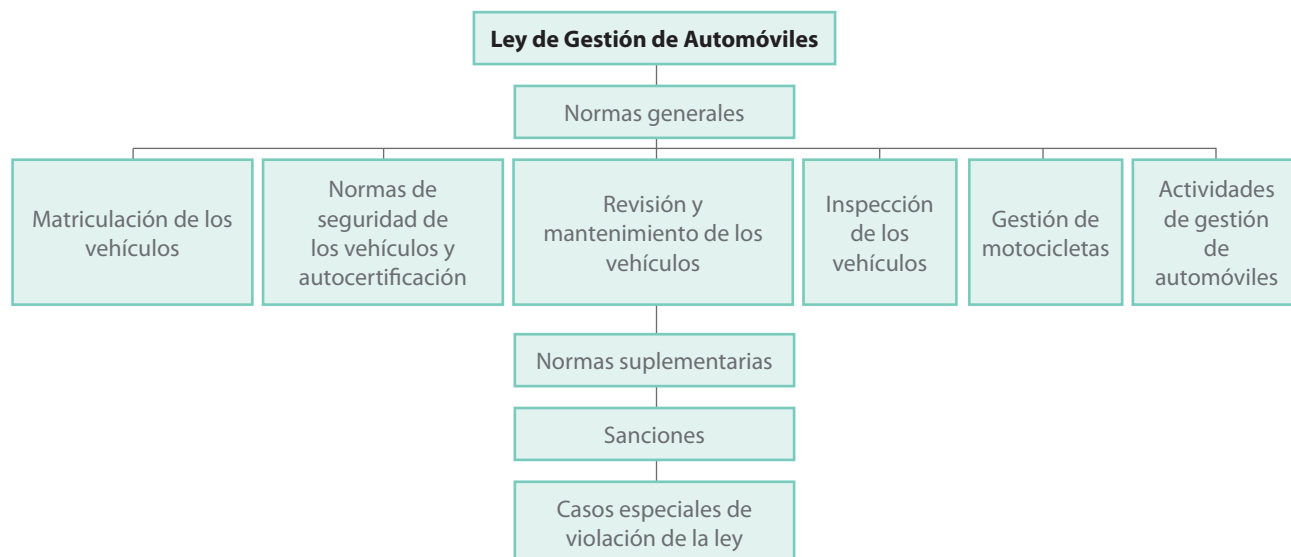 Ley de Gestión de Automóviles
Normas generales
Matriculación de los
vehículos
Normas de
seguridad de
los vehículos y
autocertificación
Revisión y
mantenimiento de los
vehículos
Inspección
de los
vehículos
Gestión de
motocicletas
Actividades
de gestión
de
automóviles
Normas suplementarias
Sanciones
Casos especiales de
violación de la ley